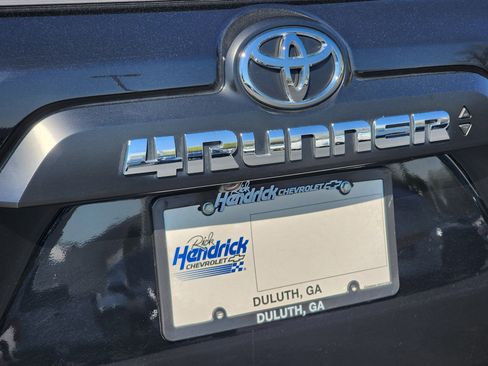 4RUNNER
Rick
Hendrick
CHEVROLET
Rick
Hendrick
CHEVROLET
DULUTH, GA
DULUTH, GA